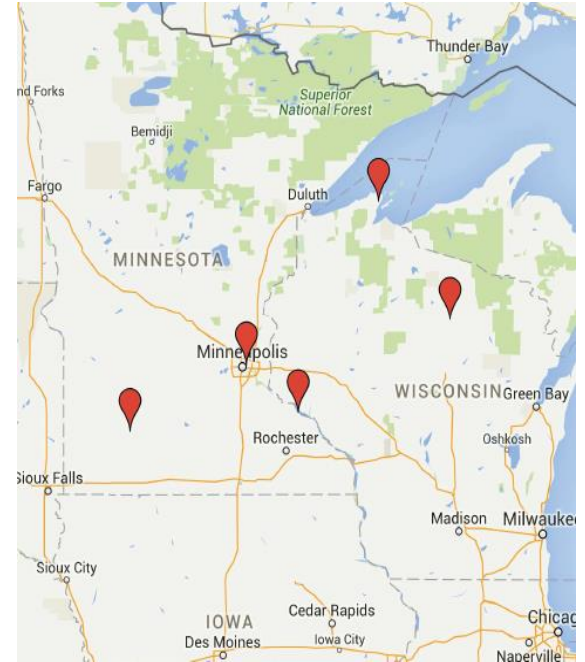 Thunder Bay
Superior
National Forest
nd Forks
Bemidji
Fargo
Duluth
MINNESOTA
Minneapolis
WISCONSIN
Green Bay
Rochester
Oshkosh
Sioux Falls
Madison
Milwauke
Sioux City
Cedar Rapids
IOWA
Iowa City
Des Moines
Chicag
Naperville